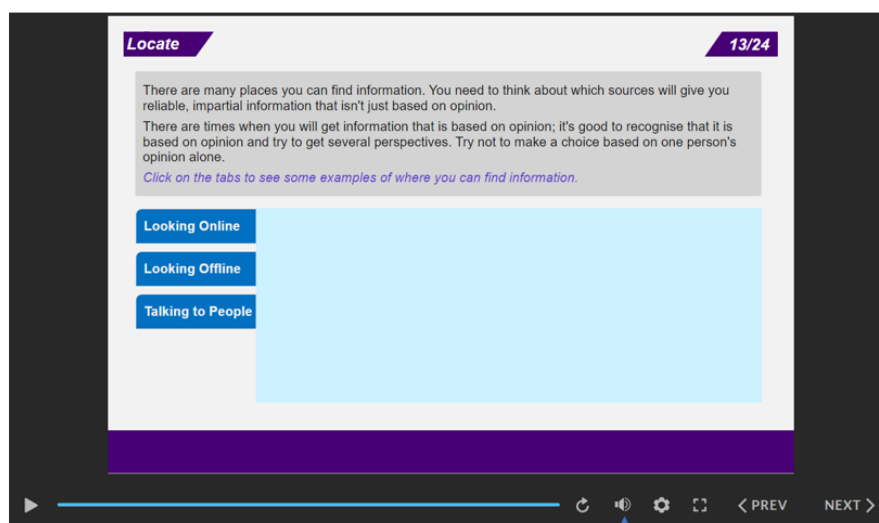 Locate
13/24
There are many places you can find information. You need to think about which sources will give you
reliable, impartial information that isn't just based on opinion.
There are times when you will get information that is based on opinion; it's good to recognise that it is
based on opinion and try to get several perspectives. Try not to make a choice based on one person's
opinion alone.
Click on the tabs to see some examples of where you can find information.
Looking Online
Looking Offline
Talking to People
PREV
NEXT